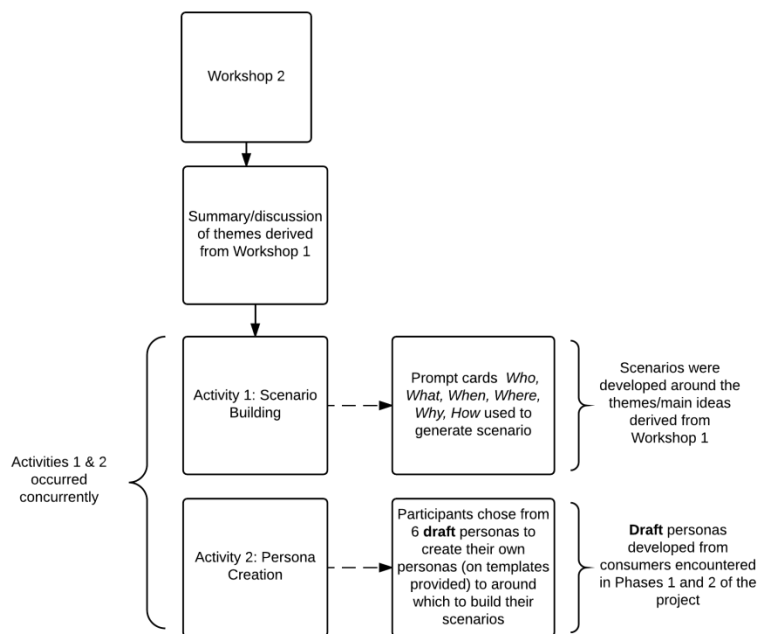 Workshop 2
Summary/discussion
of themes derived
from Workshop 1
Activities 1 & 2
occurred
concurrently
Activity 1: Scenario
Building
Prompt cards Who,
What, When, Where,
Why, How used to
generate scenario
Scenarios were
developed around the
themes/main ideas
derived from
Workshop 1
Activity 2: Persona
Creation
Participants chose from
6 draft personas to
create their own
personas (on templates
provided) to around
which to build their
scenarios
Draft personas
developed from
consumers encountered
in Phases 1 and 2 of the
project